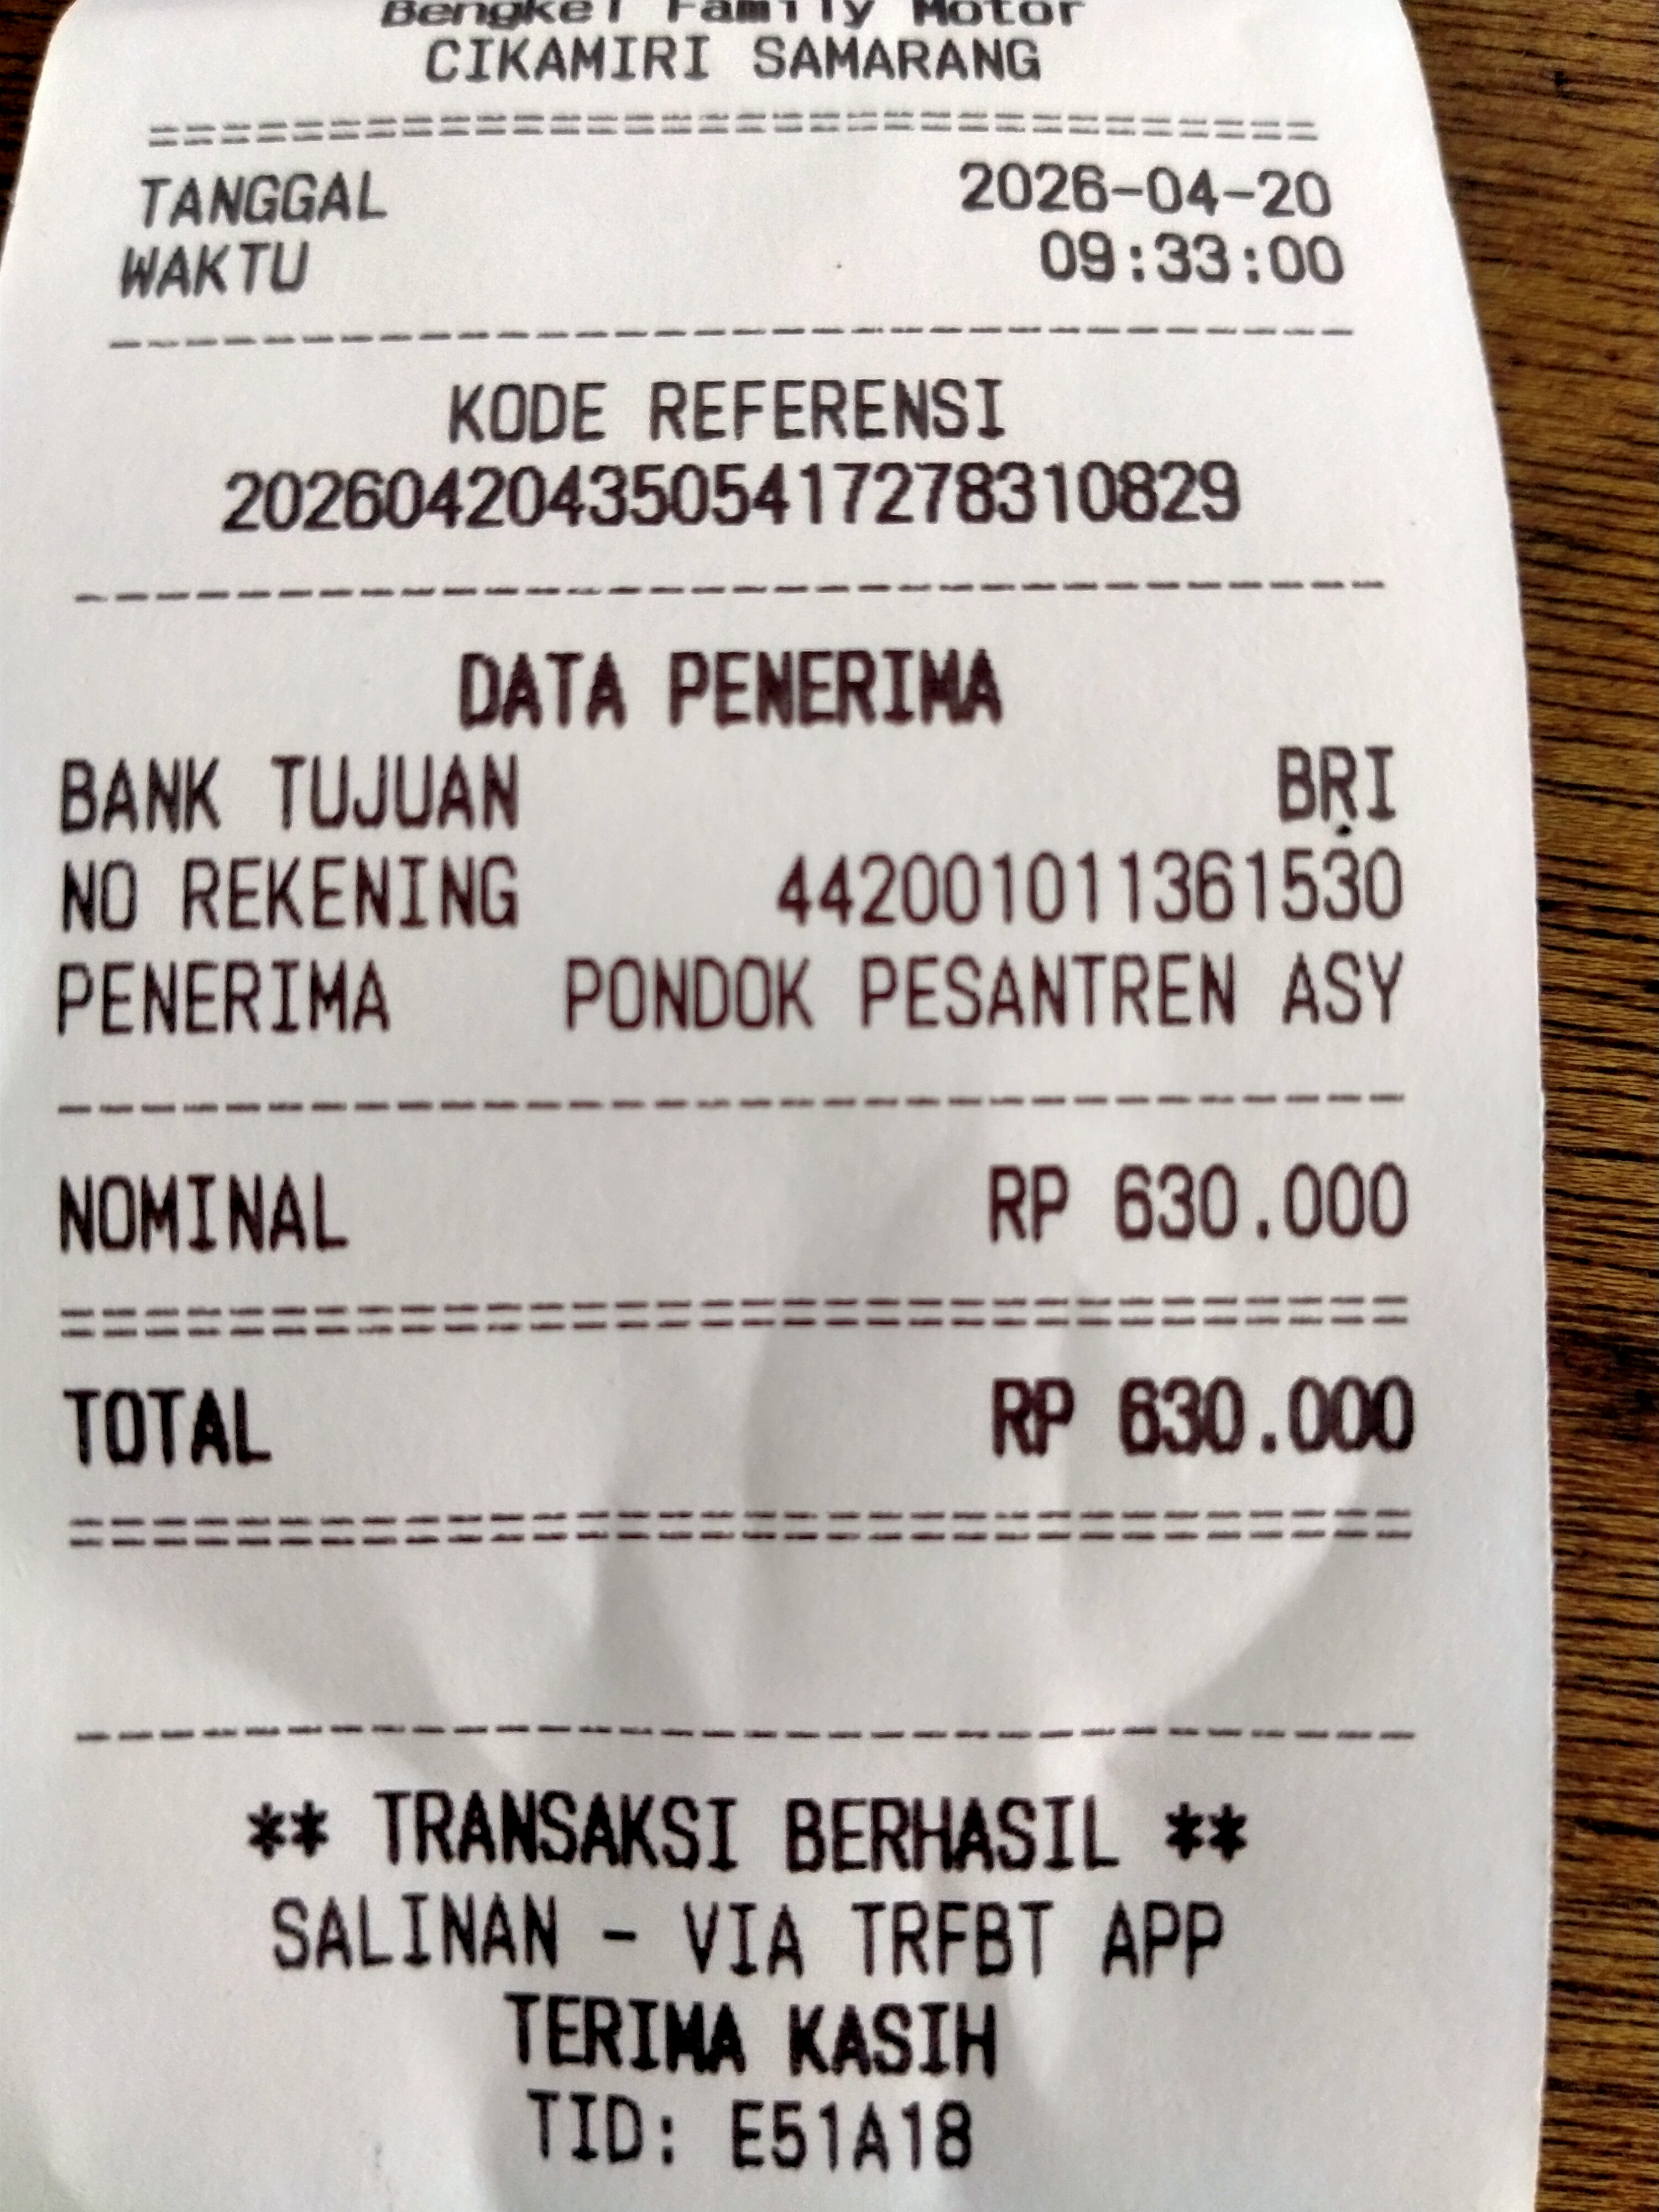 Bengkel Family Motor
CIKAMIRI SAMARANG
==============================
TANGGAL 2026-04-20
WAKTU 09:33:00
--------------------------------
KODE REFERENSI
2026042043505417278310829
--------------------------------
DATA PENERIMA
BANK TUJUAN BRI
NO REKENING 442001011361530
PENERIMA PONDOK PESANTREN ASY
--------------------------------
NOMINAL RP 630.000
================================
TOTAL RP 630.000
================================
--------------------------------
** TRANSAKSI BERHASIL **
SALINAN - VIA TRFBT APP
TERIMA KASIH
TID: E51A18